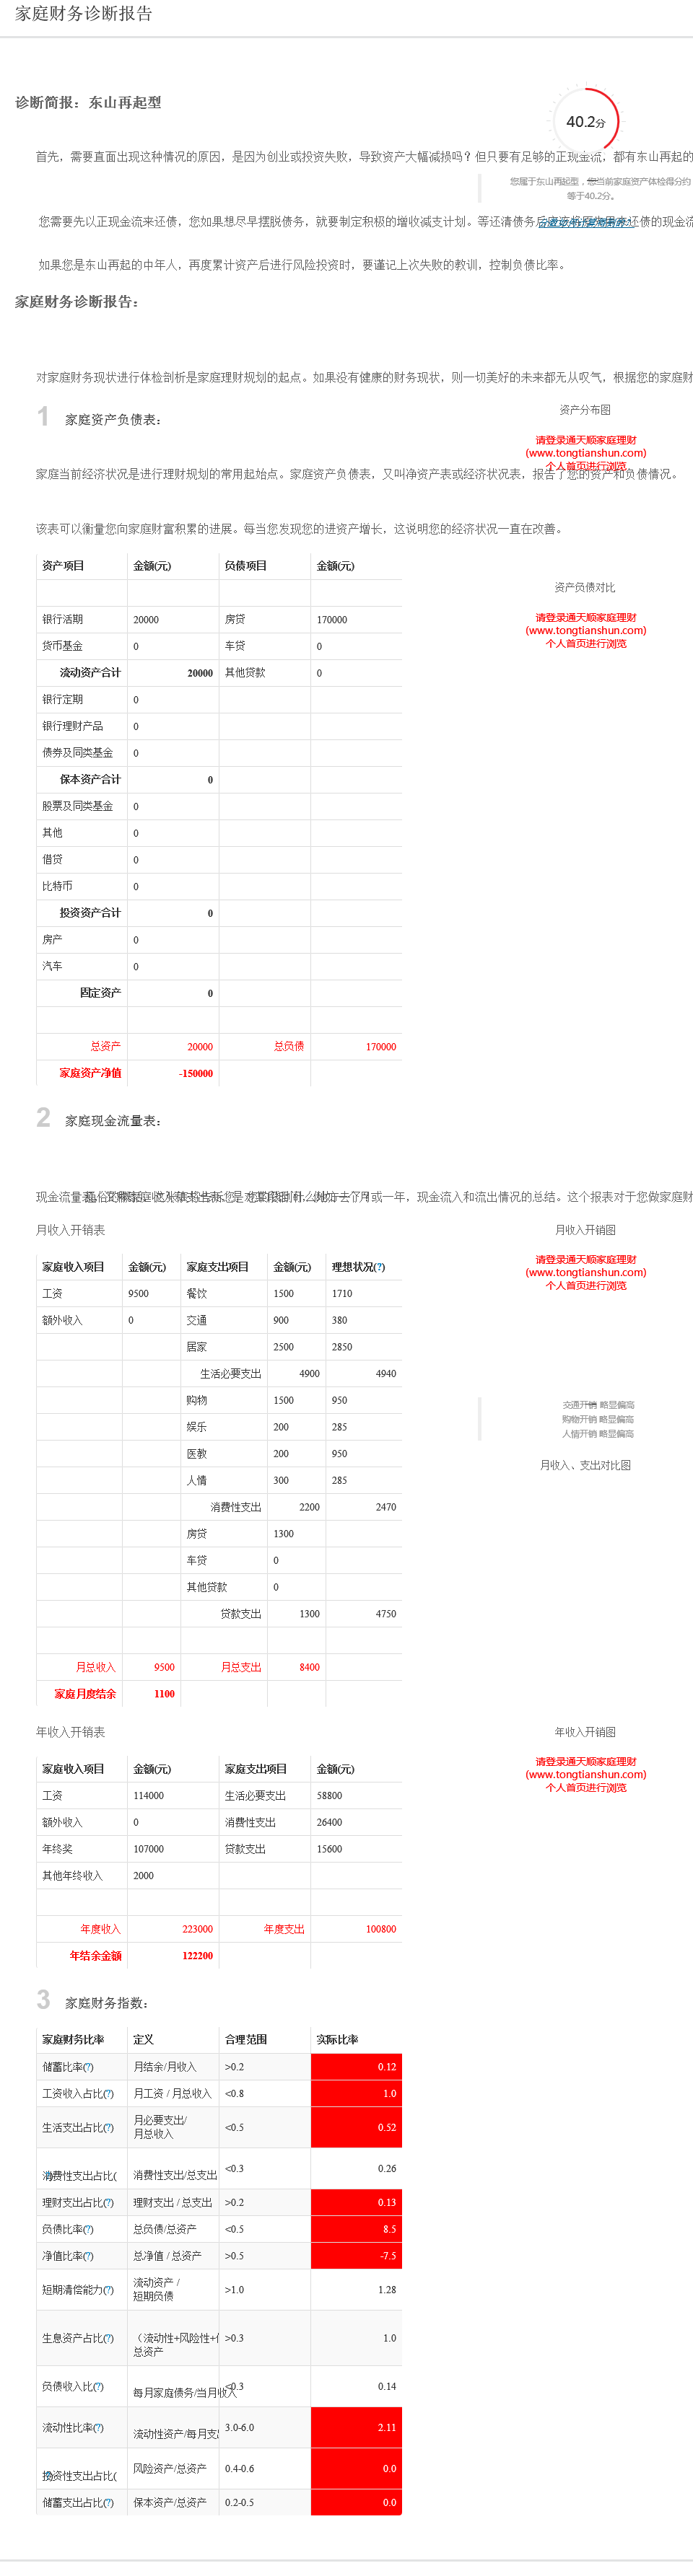 家庭财务诊断报告
诊断简报：东山再起型
40.2分
首先，需要直面出现这种情况的原因，是因为创业或投资失败，导致资产大幅减损吗？但只要有足够的正现金流，都有东山再起的
您属于东山再起型，您当前家庭资产体检得分约
等于40.2分。
您需要先以正现金流来还债，您如果想尽早摆脱债务，就要制定积极的增收减支计划。等还清债务后
还债的现金流
如果您是东山再起的中年人，再度累计资产后进行风险投资时，要谨记上次失败的教训，控制负债比率。
家庭财务诊断报告：
对家庭财务现状进行体检剖析是家庭理财规划的起点。如果没有健康的财务现状，则一切美好的未来都无从叹气，根据您的家庭财
1 家庭资产负债表：
资产分布图
请登录通天顺家庭理财
(www.tongtianshun.com)
个人首页进行浏览
家庭当前经济状况是进行理财规划的常用起始点。家庭资产负债表，又叫净资产表或经济状况表，报告了您的资产和负债情况。
该表可以衡量您向家庭财富积累的进展。每当您发现您的进资产增长，这说明您的经济状况一直在改善。
资产项目 金额(元) 负债项目 金额(元)
资产负债对比
请登录通天顺家庭理财
(www.tongtianshun.com)
个人首页进行浏览
银行活期 20000 房贷 170000
货币基金 0 车贷 0
流动资产合计 20000 其他贷款 0
银行定期 0
银行理财产品 0
债券及同类基金 0
保本资产合计 0
股票及同类基金 0
其他 0
借贷 0
比特币 0
投资资产合计 0
房产 0
汽车 0
固定资产 0
总资产 20000 总负债 170000
家庭资产净值 -150000
2 家庭现金流量表：
现金流量表
或一年，现金流入和流出情况的总结。这个报表对于您做家庭财
月收入开销表
月收入开销图
请登录通天顺家庭理财
(www.tongtianshun.com)
个人首页进行浏览
家庭收入项目 金额(元) 家庭支出项目 金额(元) 理想状况(?)
工资 9500 餐饮 1500 1710
额外收入 0 交通 900 380
居家 2500 2850
生活必要支出 4900 4940
购物 1500 950
娱乐 200 285
医教 200 950
人情 300 285
消费性支出 2200 2470
房贷 1300
车贷 0
其他贷款 0
贷款支出 1300 4750
月总收入 9500 月总支出 8400
家庭月度结余 1100
交通开销 略显偏高
购物开销 略显偏高
人情开销 略显偏高
月收入、支出对比图
年收入开销表
年收入开销图
请登录通天顺家庭理财
(www.tongtianshun.com)
个人首页进行浏览
家庭收入项目 金额(元) 家庭支出项目 金额(元)
工资 114000 生活必要支出 58800
额外收入 0 消费性支出 26400
年终奖 107000 贷款支出 15600
其他年终收入 2000
年度收入 223000 年度支出 100800
年结余金额 122200
3 家庭财务指数：
家庭财务比率 定义 合理范围 实际比率
储蓄比率(?) 月结余/月收入 >0.2 0.12
工资收入占比(?) 月工资 / 月总收入 <0.8 1.0
生活支出占比(?) 月必要支出/
月总收入 <0.5 0.52
消费性支出占比( 消费性支出/总支出 <0.3 0.26
理财支出占比(?) 理财支出 / 总支出 >0.2 0.13
负债比率(?) 总负债/总资产 <0.5 8.5
净值比率(?) 总净值 / 总资产 >0.5 -7.5
短期清偿能力(?) 流动资产 /
短期负债 >1.0 1.28
生息资产占比(?) （流动性+风险性+
总资产 >0.3 1.0
负债收入比(?) 每月家庭债务/当月收入 <0.3 0.14
流动性比率(?) 流动性资产/每月支 3.0-6.0 2.11
投资性支出占比( 风险资产/总资产 0.4-0.6 0.0
储蓄支出占比(?) 保本资产/总资产 0.2-0.5 0.0